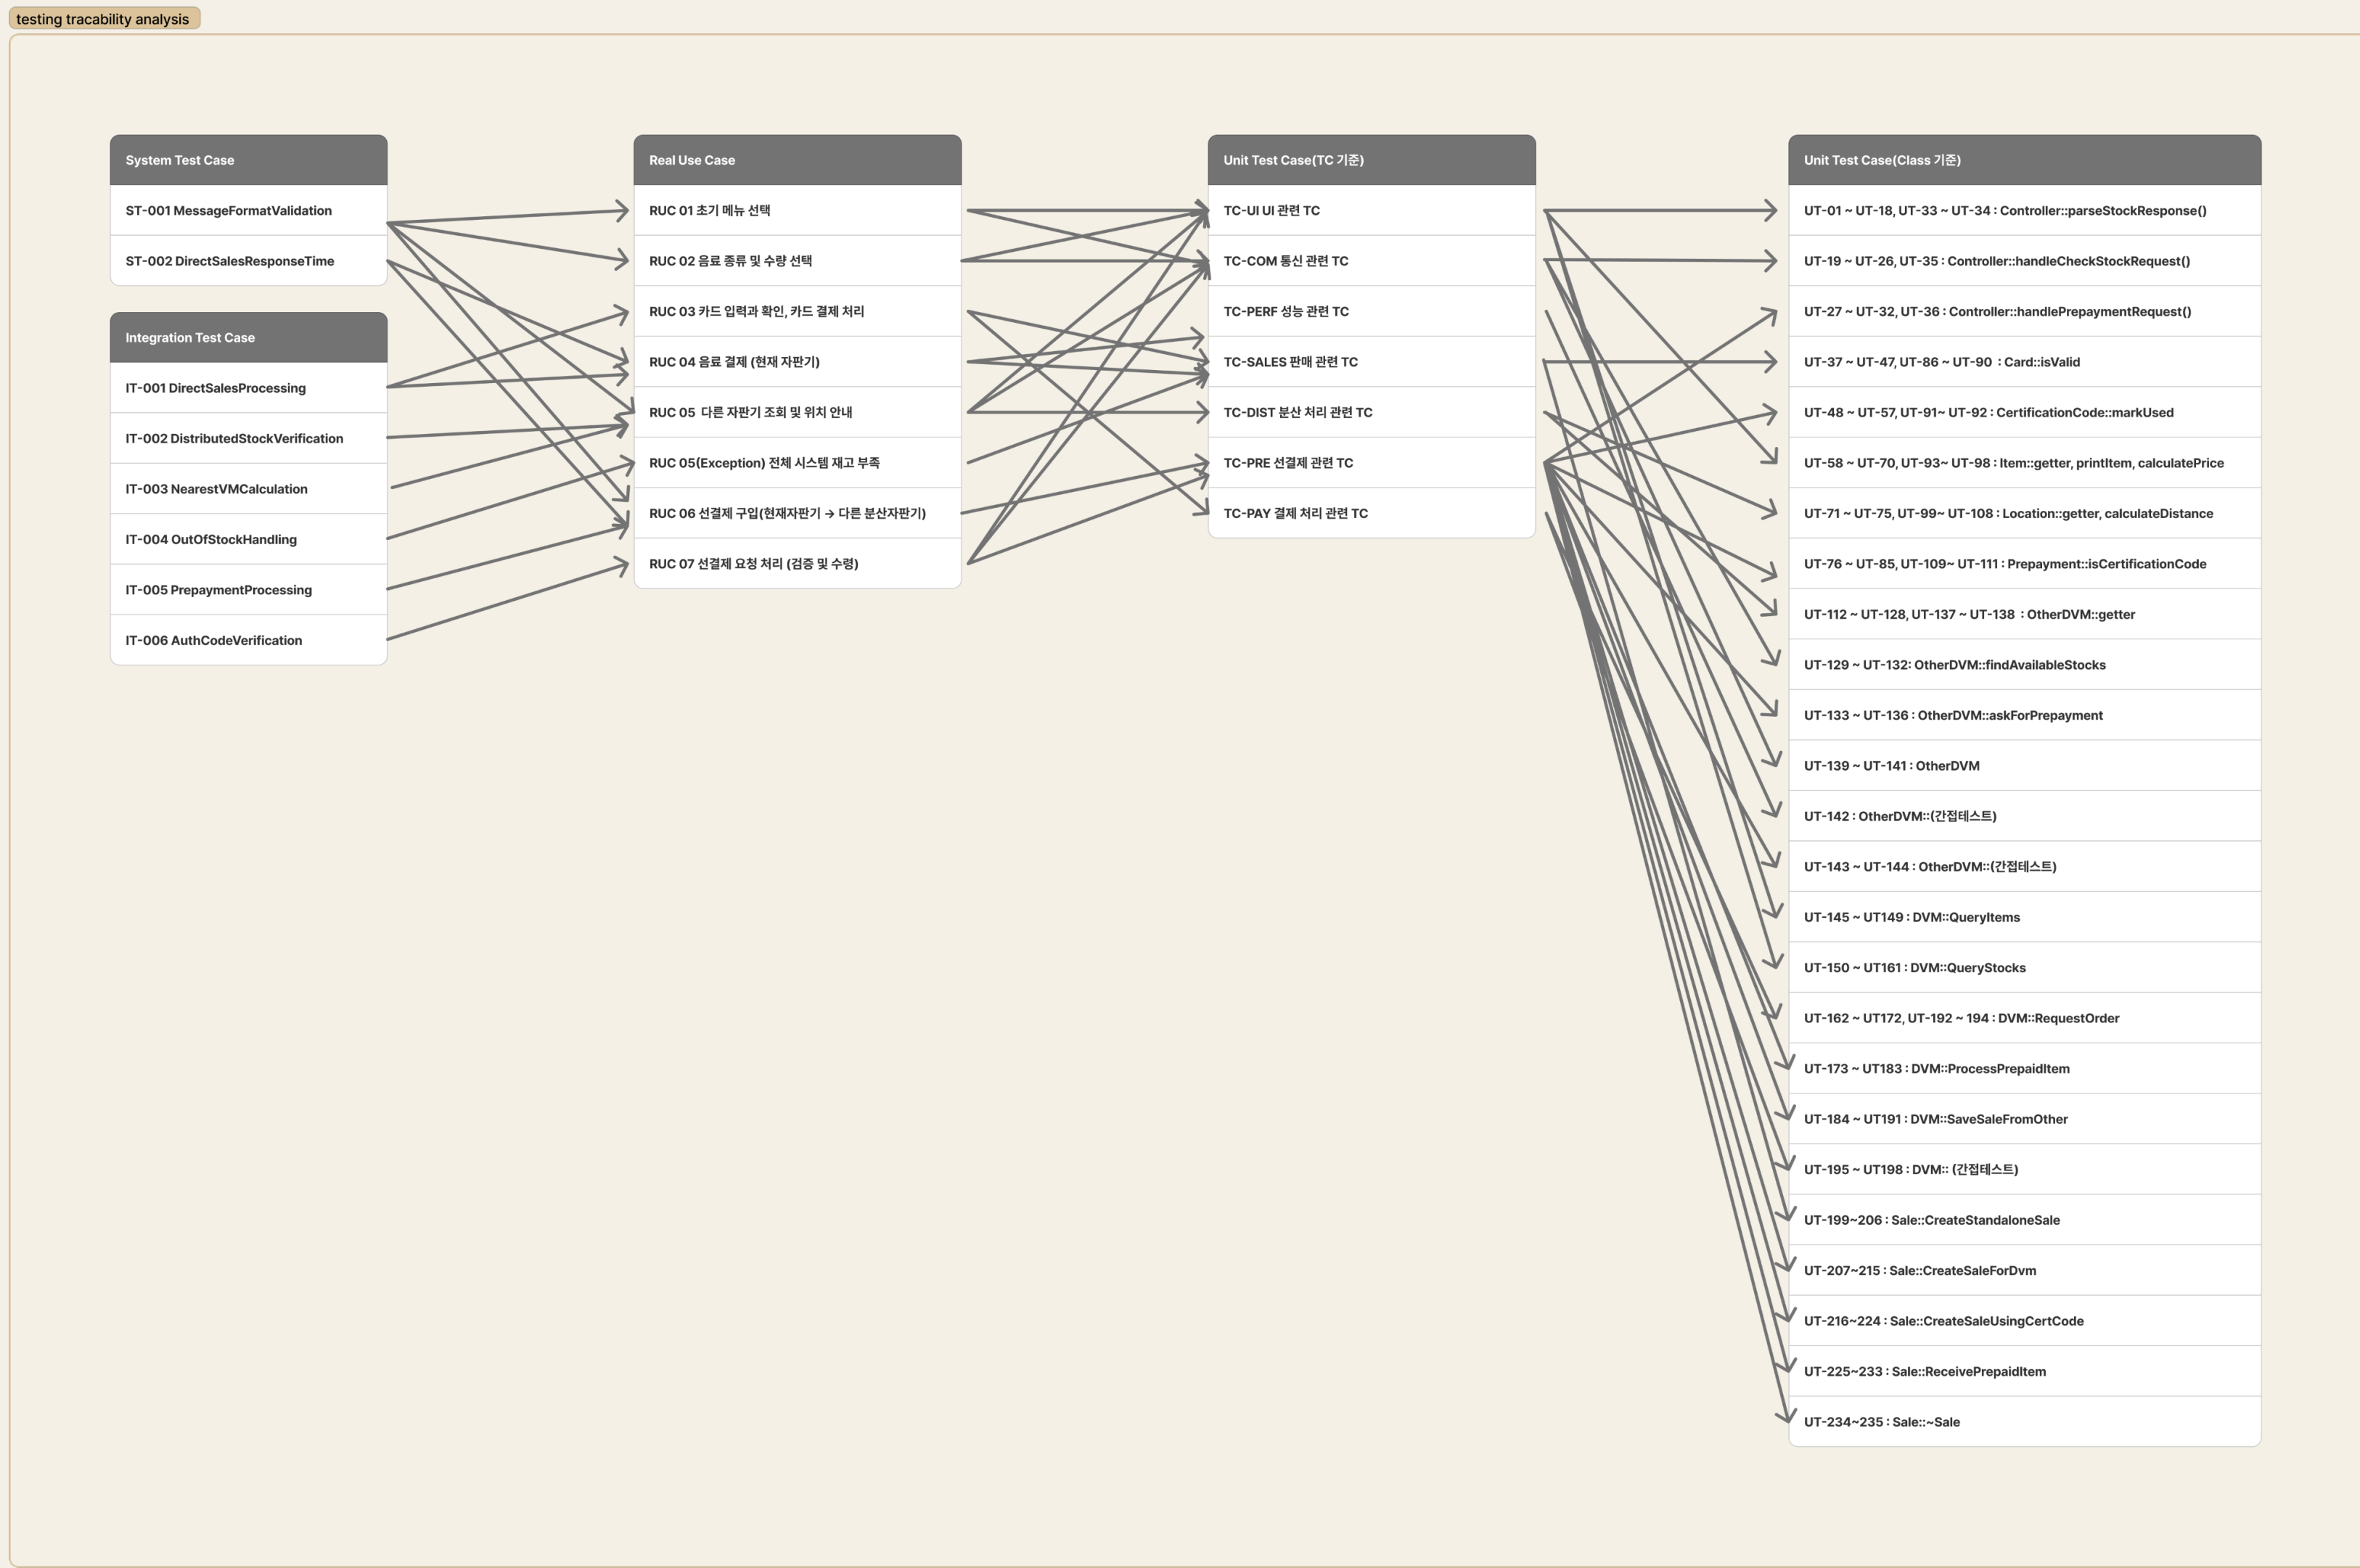 testing tracability analysis
System Test Case
ST-001 MessageFormatValidation
ST-002 DirectSalesResponseTime
Integration Test Case
IT-001 DirectSalesProcessing
IT-002 DistributedStockVerification
IT-003 NearestVMCalculation
IT-004 OutOfStockHandling
IT-005 PrepaymentProcessing
IT-006 AuthCodeVerification
Real Use Case
RUC 01 초기 메뉴 선택
RUC 02 음료 종류 및 수량 선택
RUC 03 카드 입력과 확인, 카드 결제 처리
RUC 04 음료 결제 (현재 자판기)
RUC 05 다른 자판기 조회 및 위치 안내
RUC 05(Exception) 전체 시스템 재고 부족
RUC 06 선결제 구입(현재자판기 → 다른 분산자판기)
RUC 07 선결제 요청 처리 (검증 및 수령)
Unit Test Case(TC 기준)
TC-UI UI 관련 TC
TC-COM 통신 관련 TC
TC-PERF 성능 관련 TC
TC-SALES 판매 관련 TC
TC-DIST 분산 처리 관련 TC
TC-PRE 선결제 관련 TC
TC-PAY 결제 처리 관련 TC
Unit Test Case(Class 기준)
UT-01 ~ UT-18, UT-33 ~ UT-34 : Controller::parseStockResponse()
UT-19 ~ UT-26, UT-35 : Controller::handleCheckStockRequest()
UT-27 ~ UT-32, UT-36 : Controller::handlePrepaymentRequest()
UT-37 ~ UT-47, UT-86 ~ UT-90 : Card::isValid
UT-48 ~ UT-57, UT-91~ UT-92 : CertificationCode::markUsed
UT-58 ~ UT-70, UT-93~ UT-98 : Item::getter, printItem, calculatePrice
UT-71 ~ UT-75, UT-99~ UT-108 : Location::getter, calculateDistance
UT-76 ~ UT-85, UT-109~ UT-111 : Prepayment::isCertificationCode
UT-112 ~ UT-128, UT-137 ~ UT-138 : OtherDVM::getter
UT-129 ~ UT-132: OtherDVM::findAvailableStocks
UT-133 ~ UT-136 : OtherDVM::askForPrepayment
UT-139 ~ UT-141 : OtherDVM
UT-142 : OtherDVM::(간접테스트)
UT-143 ~ UT-144 : OtherDVM::(간접테스트)
UT-145 ~ UT149 : DVM::QueryItems
UT-150 ~ UT161 : DVM::QueryStocks
UT-162 ~ UT172, UT-192 ~ 194 : DVM::RequestOrder
UT-173 ~ UT183 : DVM::ProcessPrepaidItem
UT-184 ~ UT191 : DVM::SaveSaleFromOther
UT-195 ~ UT198 : DVM:: (간접테스트)
UT-199~206 : Sale::CreateStandaloneSale
UT-207~215 : Sale::CreateSaleForDvm
UT-216~224 : Sale::CreateSaleUsingCertCode
UT-225~233 : Sale::ReceivePrepaidItem
UT-234~235 : Sale::~Sale